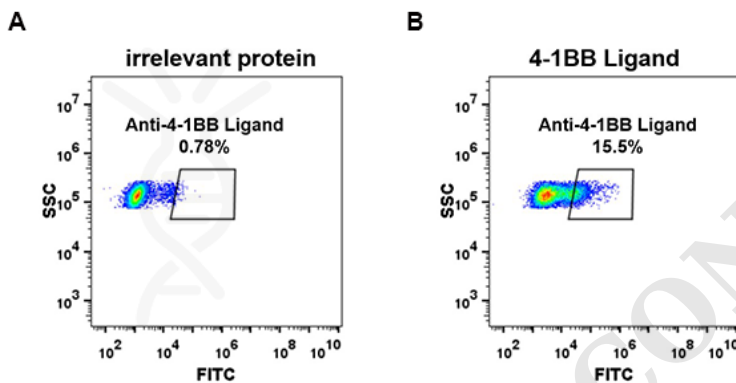 A
irrelevant protein
10⁷
10⁶
10⁵
10⁴
10³
SSC
Anti-4-1BB Ligand
0.78%
10² 10⁴ 10⁶ 10⁸ 10¹⁰
FITC
B
4-1BB Ligand
10⁷
10⁶
10⁵
10⁴
10³
SSC
Anti-4-1BB Ligand
15.5%
10² 10⁴ 10⁶ 10⁸ 10¹⁰
FITC
CON